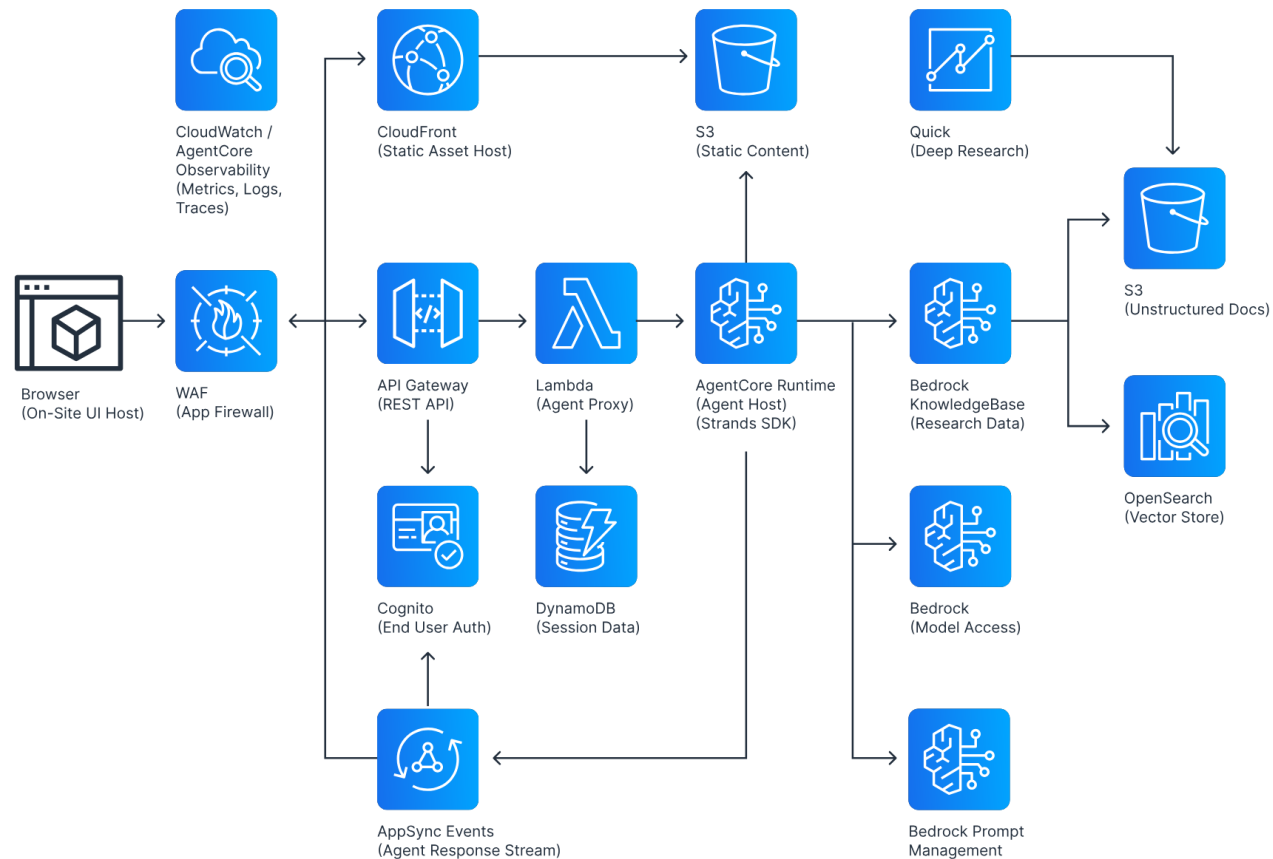 CloudWatch /
AgentCore
Observability
(Metrics, Logs,
Traces)
CloudFront
(Static Asset Host)
S3
(Static Content)
Quick
(Deep Research)
S3
(Unstructured Docs)
Browser
(On-Site UI Host)
WAF
(App Firewall)
</>
API Gateway
(REST API)
Lambda
(Agent Proxy)
AgentCore Runtime
(Agent Host)
(Strands SDK)
Bedrock
KnowledgeBase
(Research Data)
OpenSearch
(Vector Store)
Cognito
(End User Auth)
DynamoDB
(Session Data)
Bedrock
(Model Access)
AppSync Events
(Agent Response Stream)
Bedrock Prompt
Management